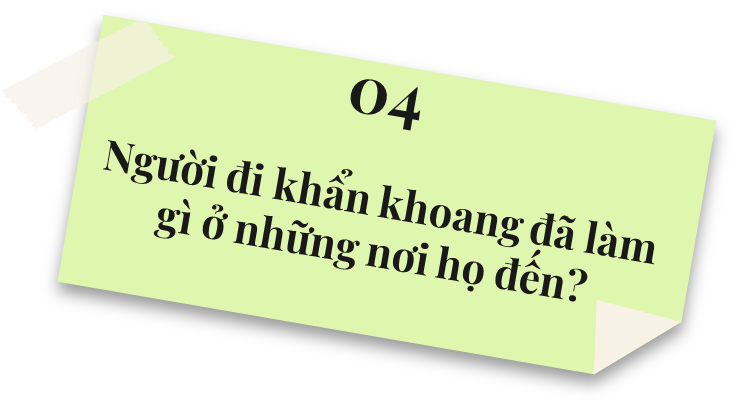 04
Người đi khẩn khoang đã làm
gì ở những nơi họ đến?